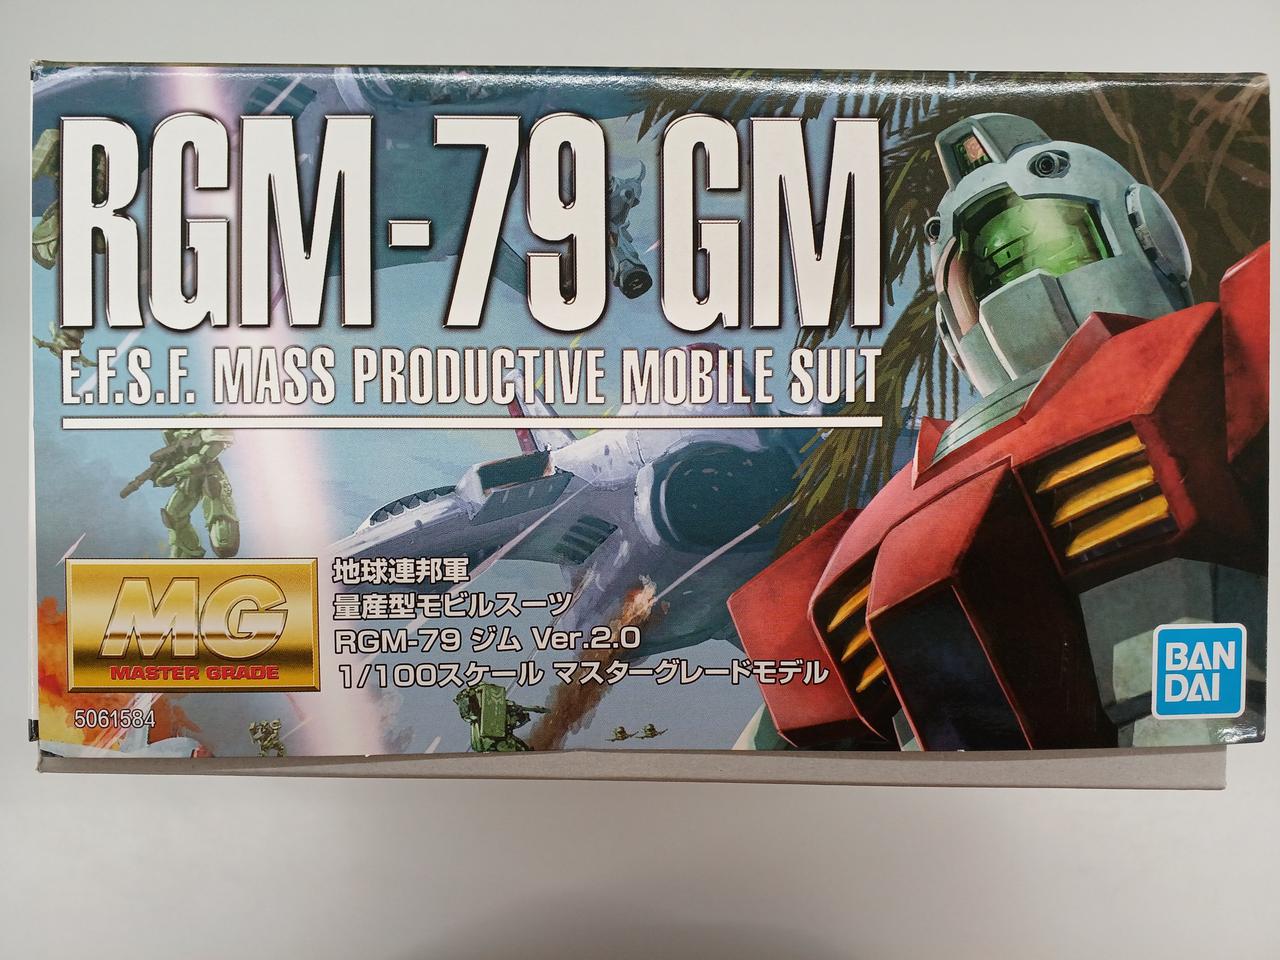 RGM-79 GM
E.F.S.F. MASS PRODUCTIVE MOBILE SUIT
MG
MASTER GRADE
地球連邦軍
量産型モビルスーツ
RGM-79 ジム Ver.2.0
1/100スケール マスターグレードモデル
5061584
BAN
DAI